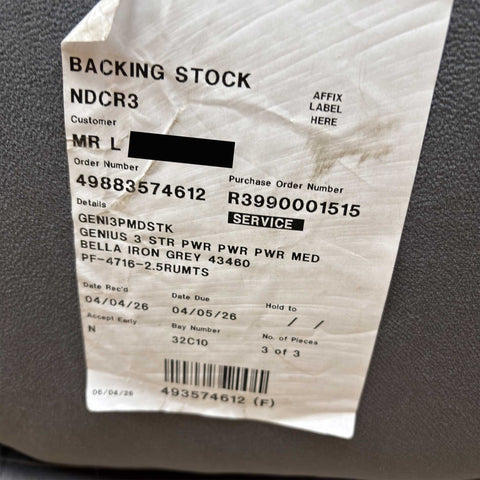 BACKING STOCK
NDCR3
AFFIX
LABEL
HERE
Customer
MR L
Order Number
49883574612
Purchase Order Number
R3990001515
SERVICE
Details
GENI3PMDSTK
GENIUS 3 STR PWR PWR PWR MED
BELLA IRON GREY 43460
PF-4716-2.5RUMTS
Date Rec'd
04/04/26
Date Due
04/05/26
Hold to
/ /
Accept Early
N
Bay Number
32C10
No. of Pieces
3 of 3
06/04/26
493574612 (F)